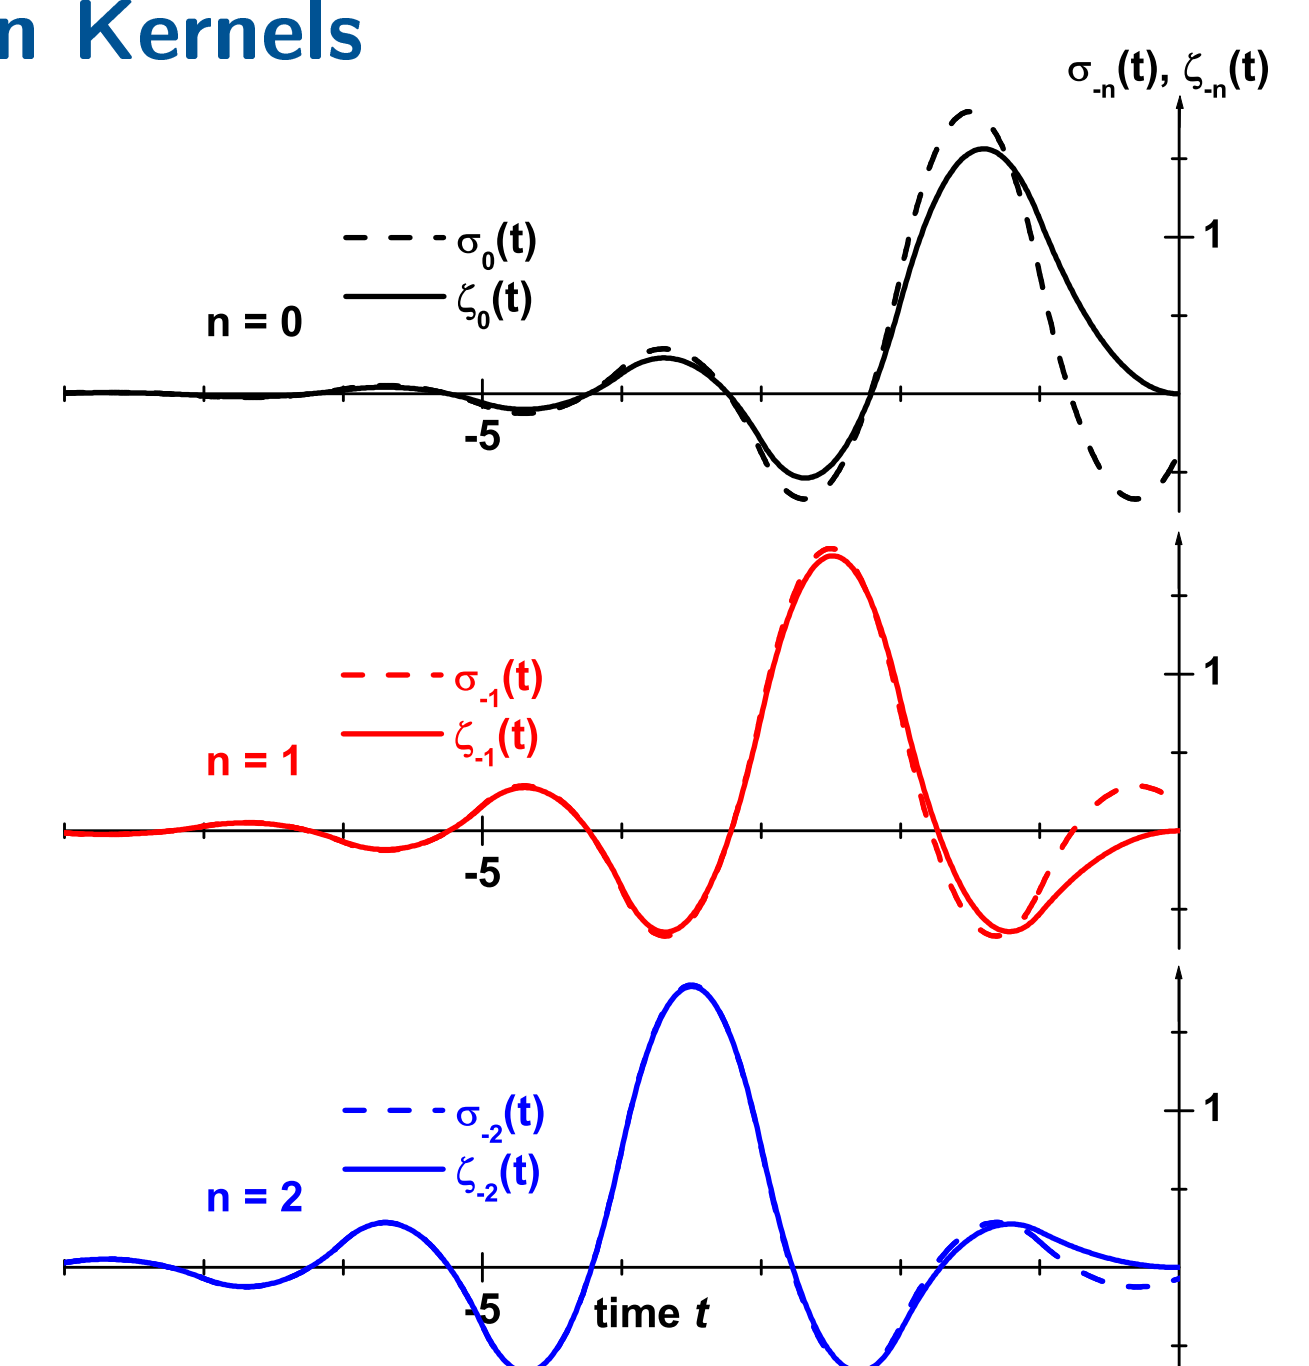 n Kernels
σ-n(t), ζ-n(t)
1
σ0(t)
ζ0(t)
n = 0
-5
1
σ-1(t)
ζ-1(t)
n = 1
-5
1
σ-2(t)
ζ-2(t)
n = 2
-5
time t